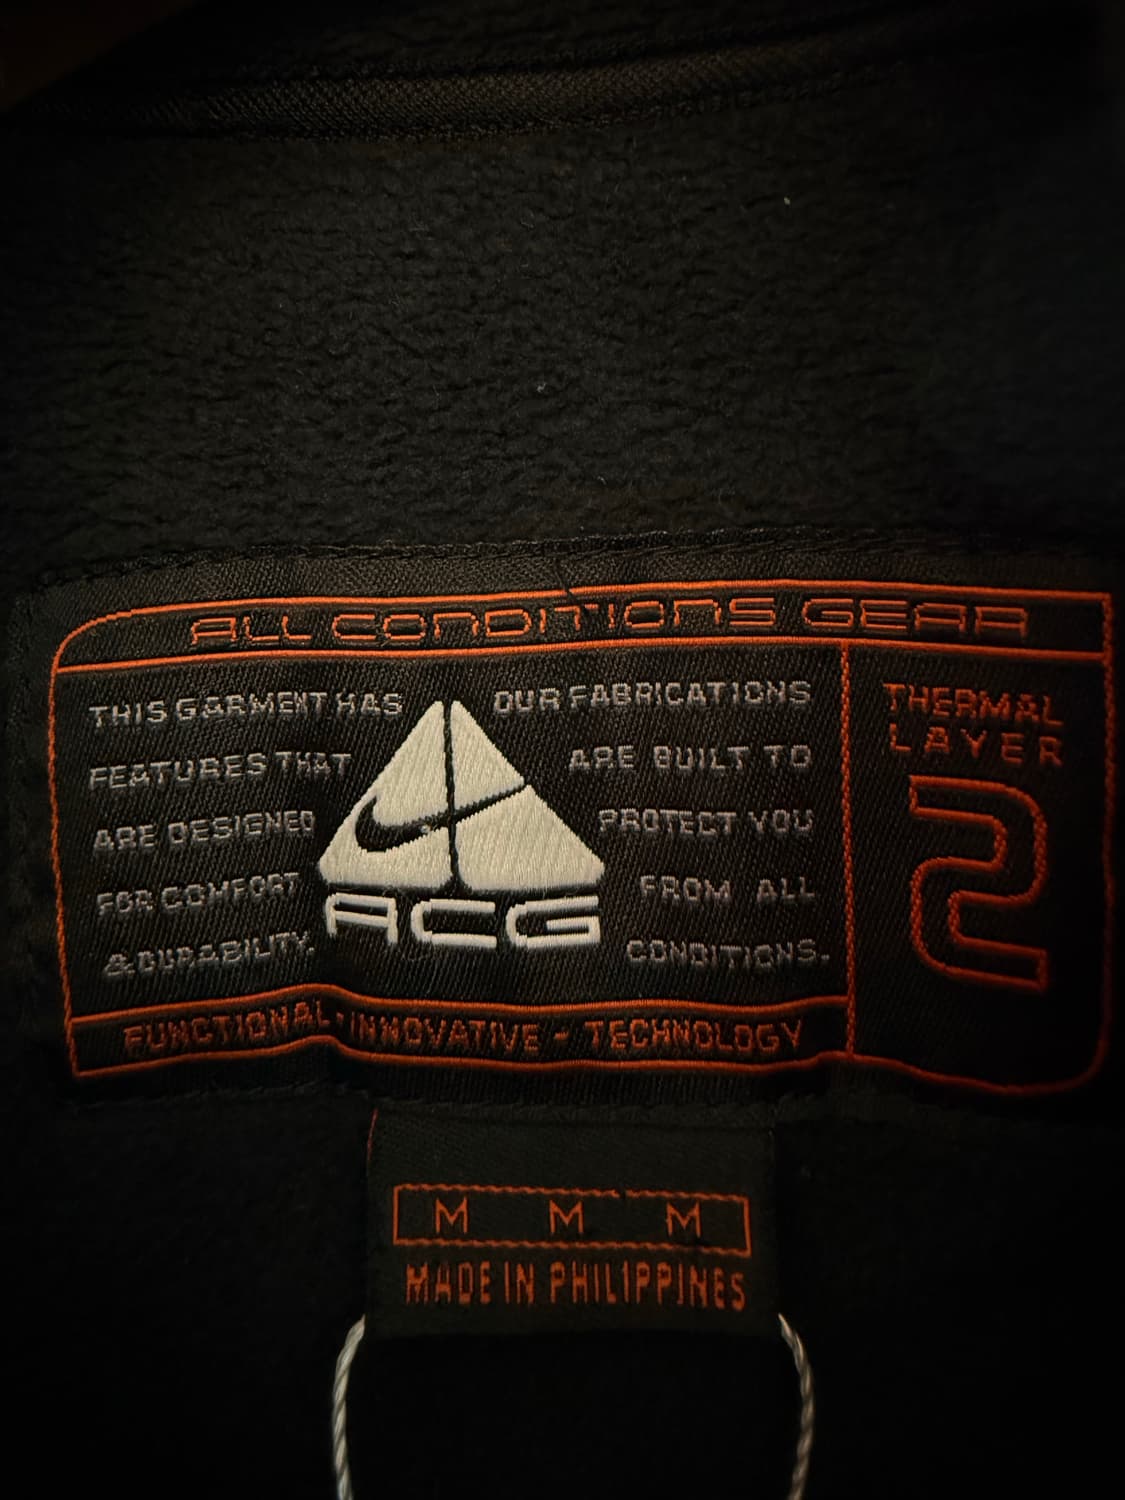 ALL CONDITIONS GEAR
THIS GARMENT HAS
FEATURES THAT
ARE DESIGNED
FOR COMFORT
& DURABILITY.
ACG
OUR FABRICATIONS
ARE BUILT TO
PROTECT YOU
FROM ALL
CONDITIONS.
THERMAL
LAYER
2
FUNCTIONAL - INNOVATIVE - TECHNOLOGY
M M M
MADE IN PHILIPPINES